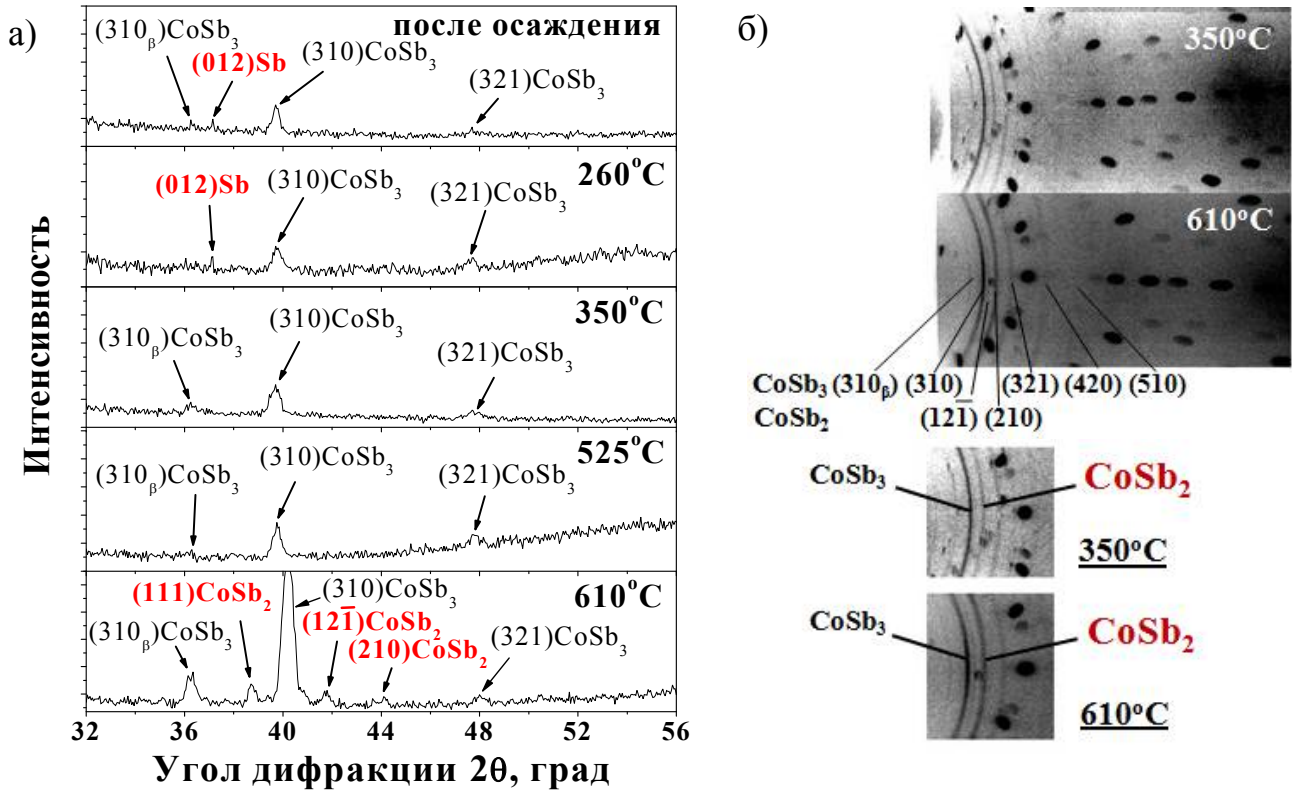 а)
Интенсивность
после осаждения
(310β)CoSb3
(012)Sb
(310)CoSb3
(321)CoSb3
260°C
(012)Sb
(310)CoSb3
(321)CoSb3
350°C
(310β)CoSb3
(310)CoSb3
(321)CoSb3
525°C
(310β)CoSb3
(310)CoSb3
(321)CoSb3
610°C
(111)CoSb2
(310β)CoSb3
(310)CoSb3
(121̅)CoSb2
(210)CoSb2
(321)CoSb3
32 36 40 44 48 52 56
Угол дифракции 2θ, град
б)
350°C
610°C
CoSb3 (310β) (310) (321) (420) (510)
CoSb2 (121̅) (210)
CoSb3
CoSb2
350°C
CoSb3
CoSb2
610°C